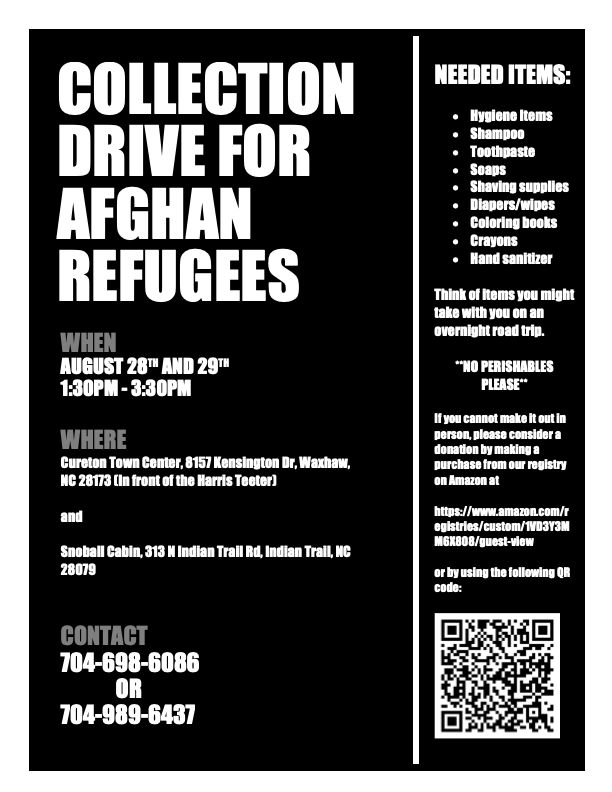 COLLECTION
DRIVE FOR
AFGHAN
REFUGEES
WHEN
AUGUST 28TH AND 29TH
1:30PM - 3:30PM
WHERE
Cureton Town Center, 8157 Kensington Dr, Waxhaw,
NC 28173 (In front of the Harris Teeter)
and
Snoball Cabin, 313 N Indian Trail Rd, Indian Trail, NC
28079
CONTACT
704-698-6086
OR
704-989-6437
NEEDED ITEMS:
• Hygiene Items
• Shampoo
• Toothpaste
• Soaps
• Shaving supplies
• Diapers/wipes
• Coloring books
• Crayons
• Hand sanitizer
Think of items you might
take with you on an
overnight road trip.
**NO PERISHABLES
PLEASE**
If you cannot make it out in
person, please consider a
donation by making a
purchase from our registry
on Amazon at
https://www.amazon.com/r
egistries/custom/1VD3Y3M
M6X8O8/guest-view
or by using the following QR
code: